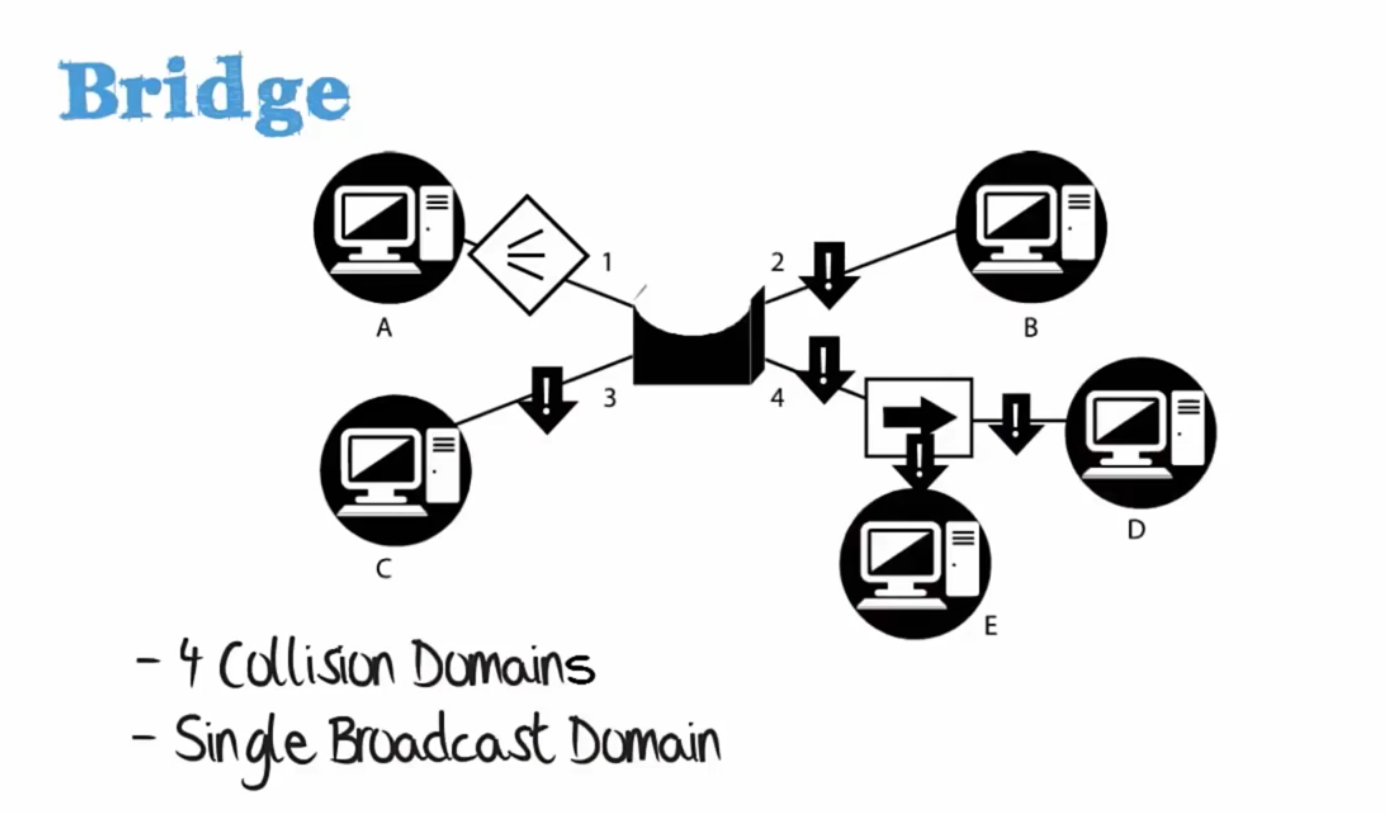 Bridge
A
1
2
B
3
4
C
D
E
- 4 Collision Domains
- Single Broadcast Domain
!
!
!
!
!